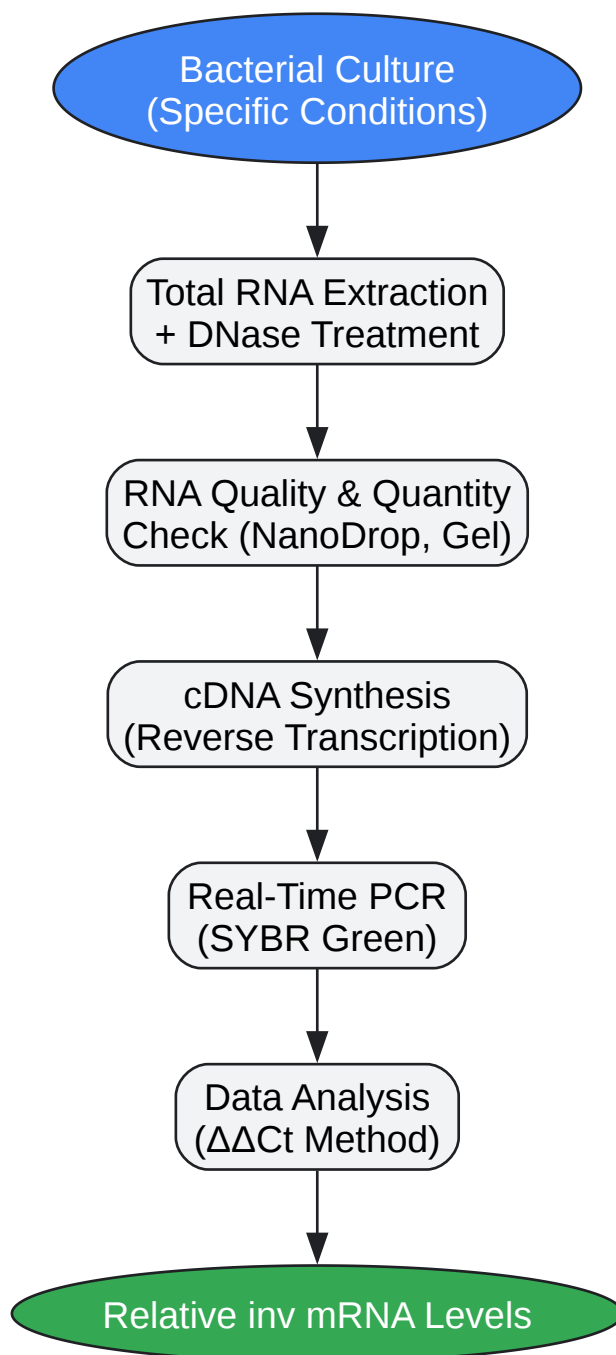 Bacterial Culture
(Specific Conditions)
Total RNA Extraction
+ DNase Treatment
RNA Quality & Quantity
Check (NanoDrop, Gel)
cDNA Synthesis
(Reverse Transcription)
Real-Time PCR
(SYBR Green)
Data Analysis
(ΔΔCt Method)
Relative inv mRNA Levels